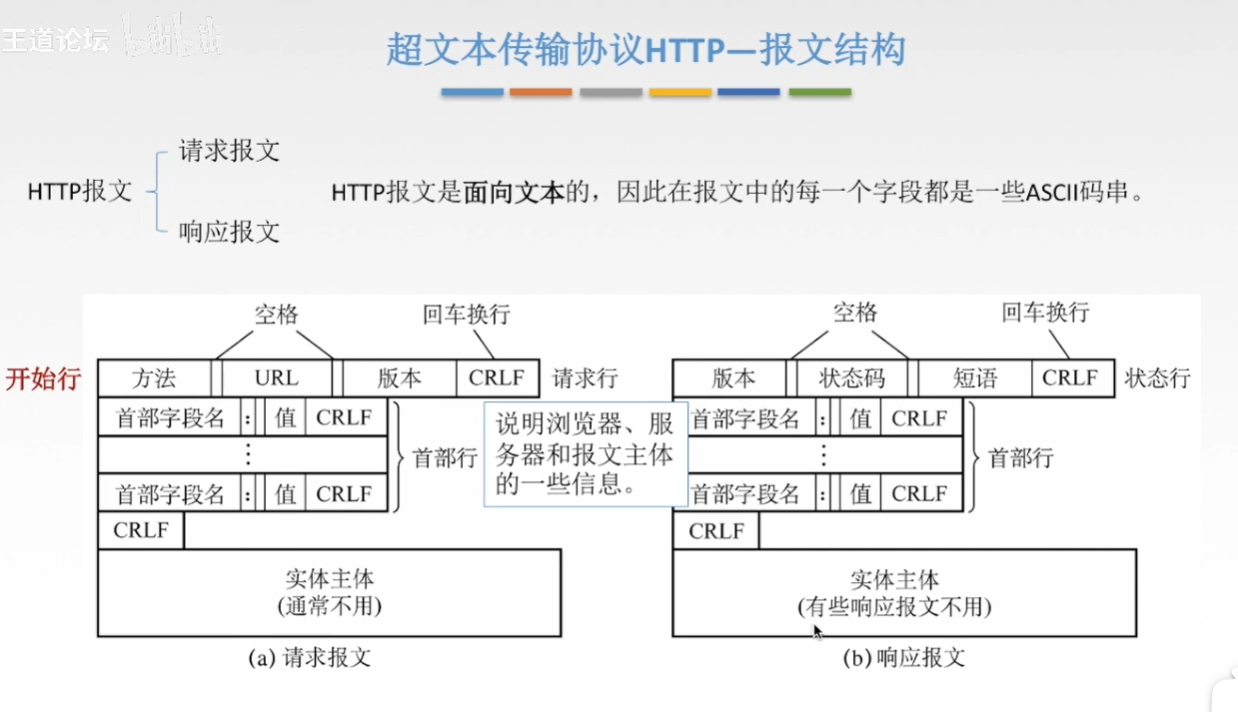 王道论坛 bilibili
超文本传输协议HTTP—报文结构
请求报文
HTTP报文
HTTP报文是面向文本的，因此在报文中的每一个字段都是一些ASCII码串。
响应报文
空格
回车换行
开始行
方法 URL 版本 CRLF 请求行
首部字段名 : 值 CRLF
⋮
首部行
首部字段名 : 值 CRLF
CRLF
实体主体
(通常不用)
(a) 请求报文
说明浏览器、服
务器和报文主体
的一些信息。
空格
回车换行
版本 状态码 短语 CRLF 状态行
首部字段名 : 值 CRLF
⋮
首部行
首部字段名 : 值 CRLF
CRLF
实体主体
(有些响应报文不用)
(b) 响应报文